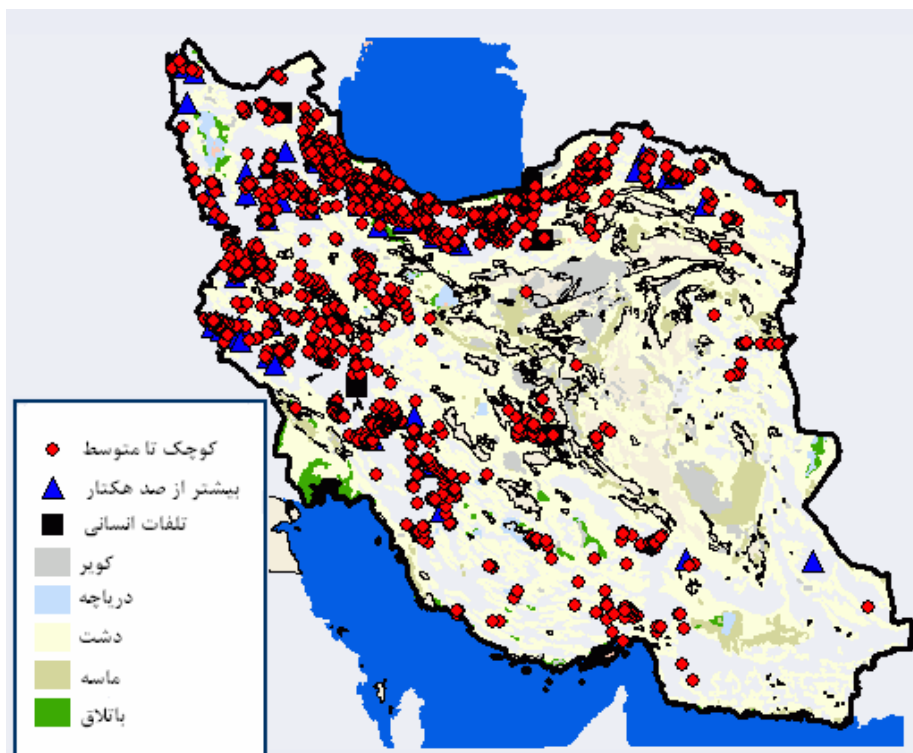 کوچک تا متوسط
بیشتر از صد هکتار
تلفات انسانی
کویر
دریاچه
دشت
ماسه
باتلاق